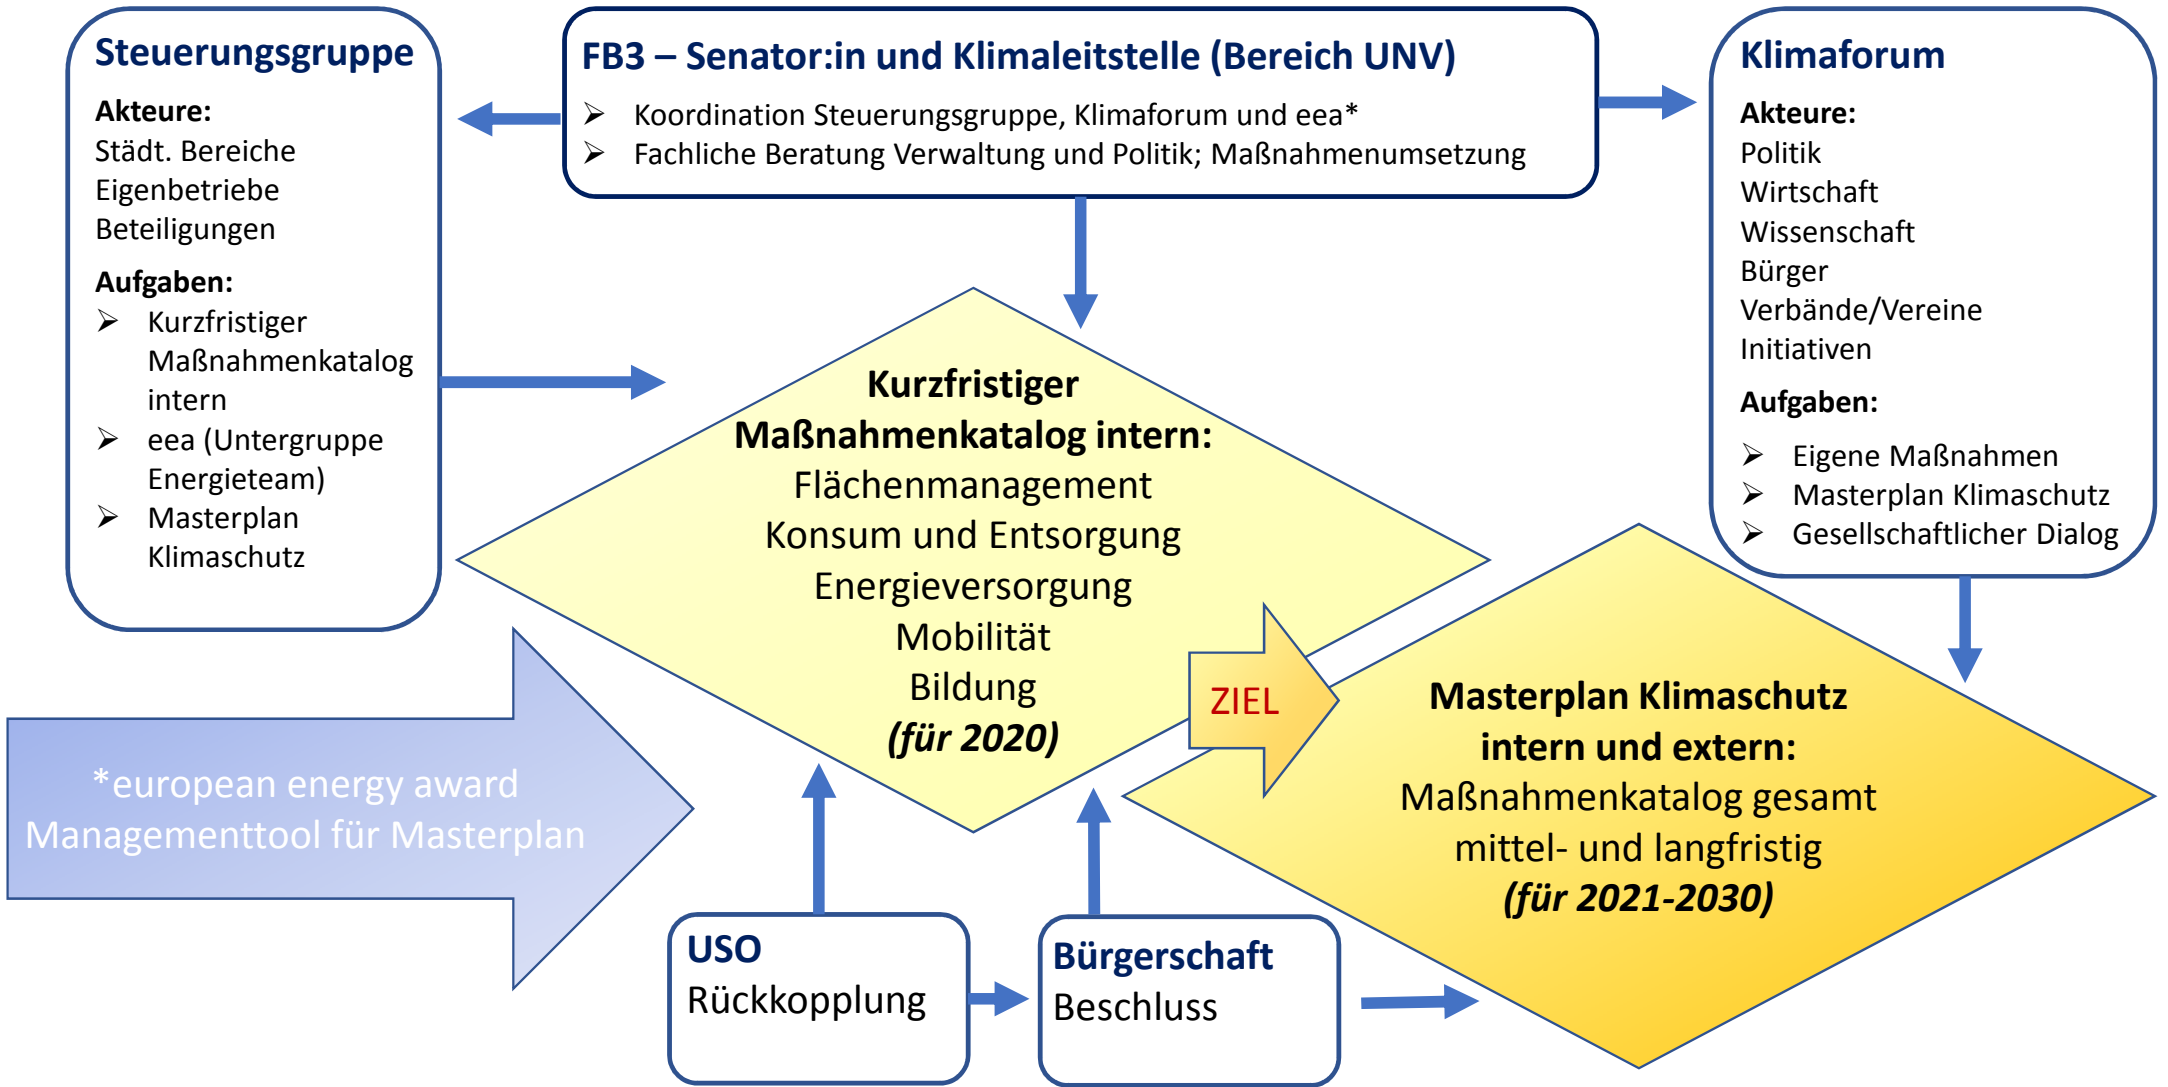 Steuerungsgruppe
Akteure:
Städt. Bereiche
Eigenbetriebe
Beteiligungen
Aufgaben:
➢ Kurzfristiger
Maßnahmenkatalog
intern
➢ eea (Untergruppe
Energieteam)
➢ Masterplan
Klimaschutz
FB3 – Senator:in und Klimaleitstelle (Bereich UNV)
➢ Koordination Steuerungsgruppe, Klimaforum und eea*
➢ Fachliche Beratung Verwaltung und Politik; Maßnahmenumsetzung
Klimaforum
Akteure:
Politik
Wirtschaft
Wissenschaft
Bürger
Verbände/Vereine
Initiativen
Aufgaben:
➢ Eigene Maßnahmen
➢ Masterplan Klimaschutz
➢ Gesellschaftlicher Dialog
Kurzfristiger
Maßnahmenkatalog intern:
Flächenmanagement
Konsum und Entsorgung
Energieversorgung
Mobilität
Bildung
(für 2020)
ZIEL
Masterplan Klimaschutz
intern und extern:
Maßnahmenkatalog gesamt
mittel- und langfristig
(für 2021-2030)
*european energy award
Managementtool für Masterplan
USO
Rückkopplung
Bürgerschaft
Beschluss